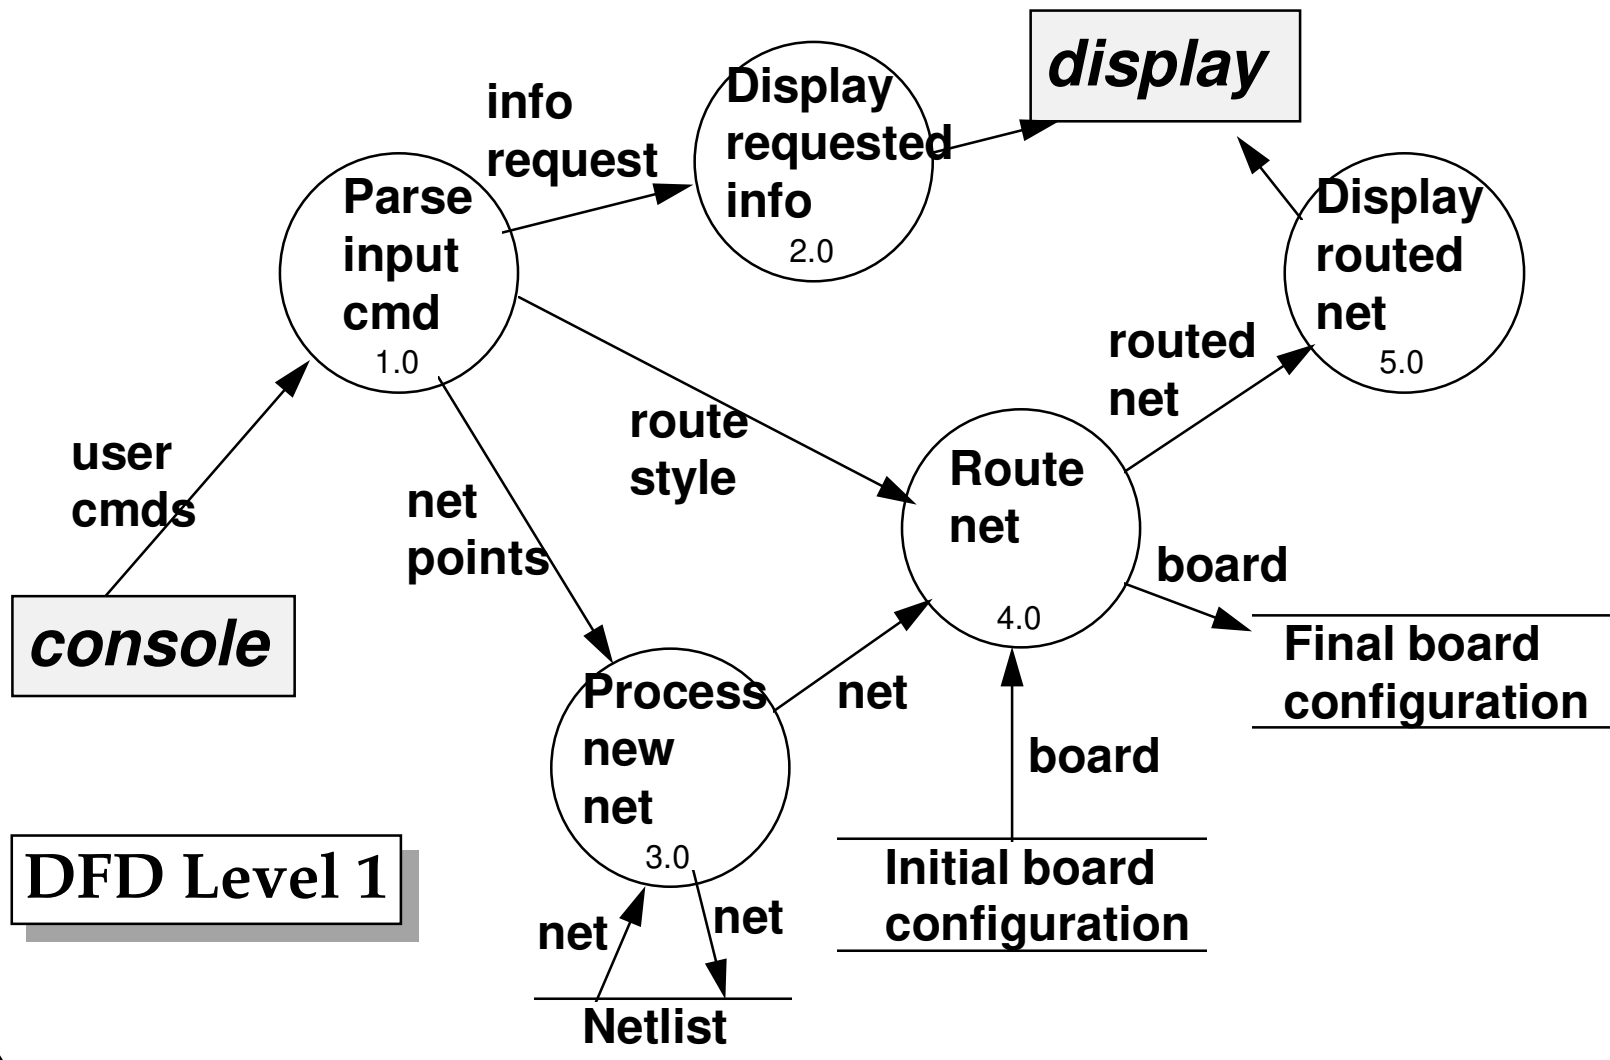 display
info
request
Display
requested
info
2.0
Parse
input
cmd
1.0
Display
routed
net
5.0
routed
net
user
cmds
route
style
net
points
Route
net
4.0
board
console
Final board
configuration
Process
new
net
3.0
net
board
DFD Level 1
Initial board
configuration
net
net
Netlist